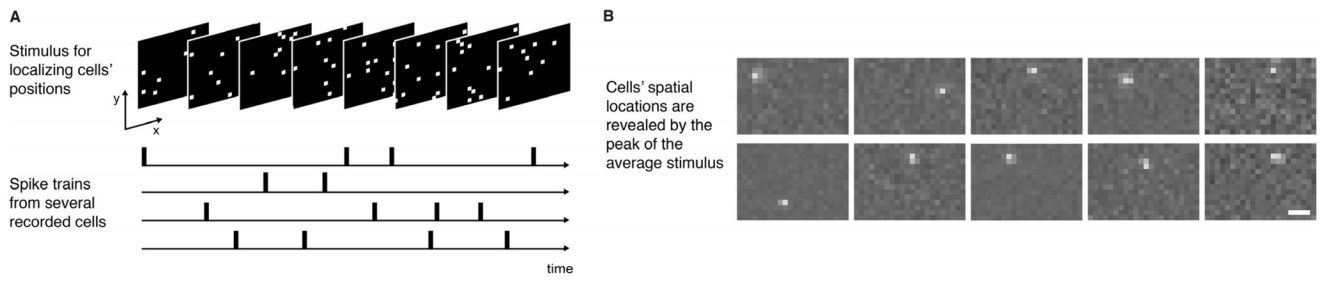 A
Stimulus for
localizing cells'
positions
y
x
Spike trains
from several
recorded cells
time
B
Cells' spatial
locations are
revealed by the
peak of the
average stimulus